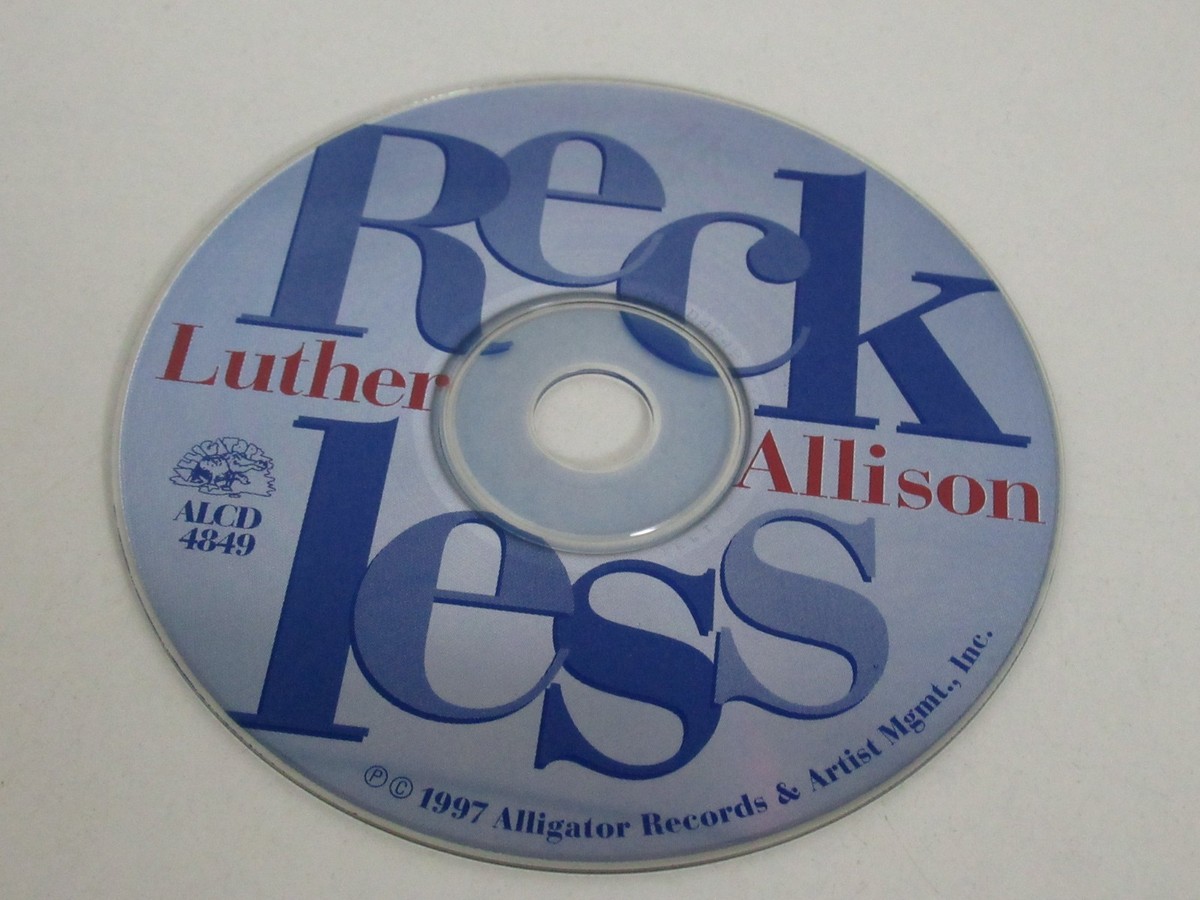 Reck
Luther
Allison
less
ALCD
4849
Ⓟ © 1997 Alligator Records & Artist Mgmt., Inc.